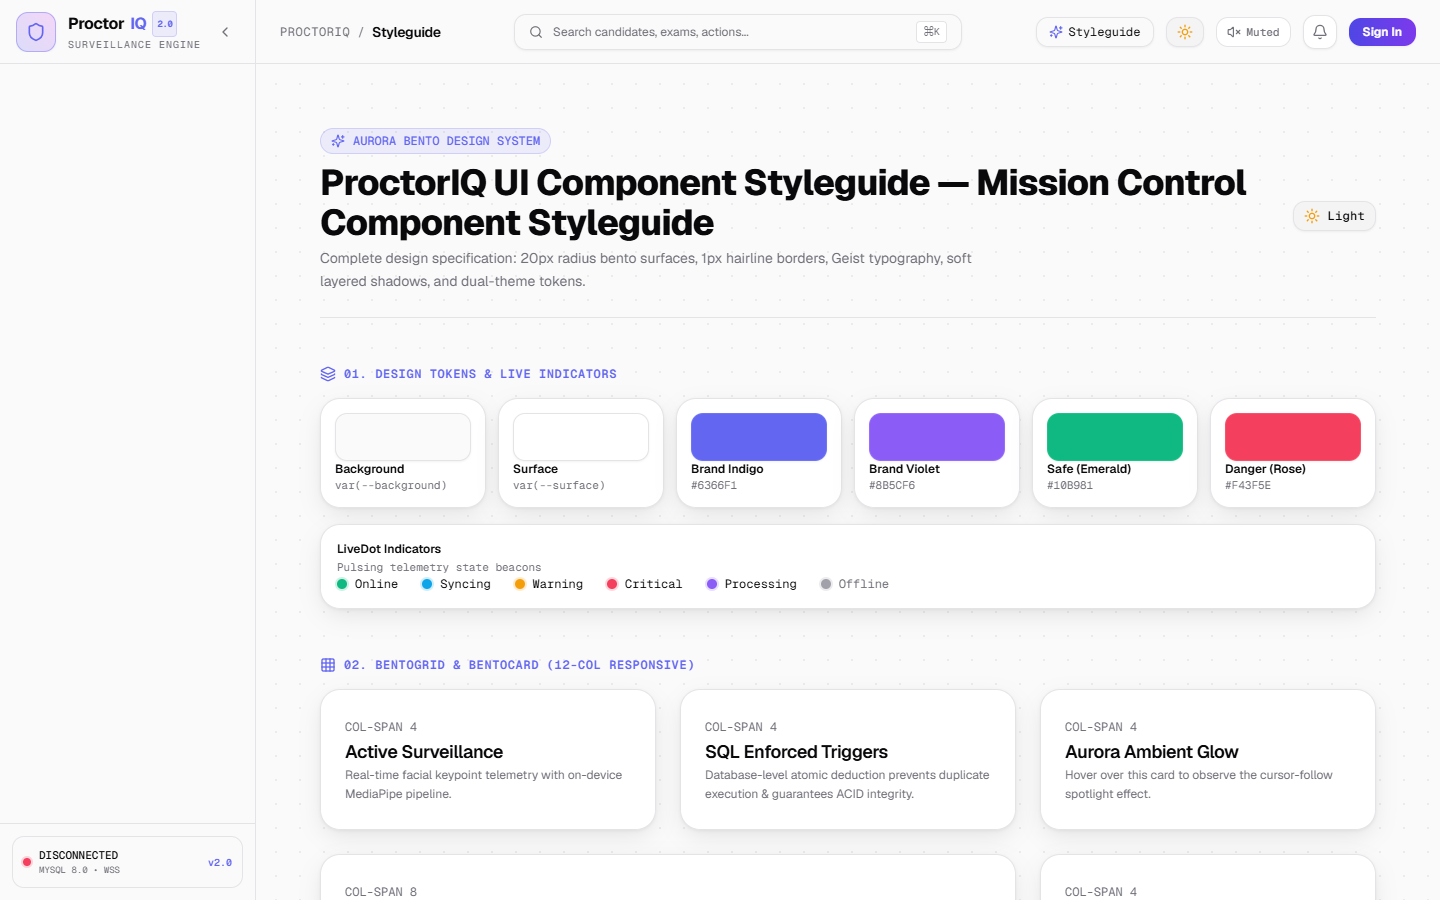 Proctor IQ 2.0
SURVEILLANCE ENGINE
PROCTORIQ / Styleguide
Search candidates, exams, actions...
⌘K
Styleguide
Muted
Sign In
AURORA BENTO DESIGN SYSTEM
ProctorIQ UI Component Styleguide — Mission Control
Component Styleguide
Light
Complete design specification: 20px radius bento surfaces, 1px hairline borders, Geist typography, soft
layered shadows, and dual-theme tokens.
01. DESIGN TOKENS & LIVE INDICATORS
Background
var(--background)
Surface
var(--surface)
Brand Indigo
#6366F1
Brand Violet
#8B5CF6
Safe (Emerald)
#10B981
Danger (Rose)
#F43F5E
LiveDot Indicators
Pulsing telemetry state beacons
Online Syncing Warning Critical Processing Offline
02. BENTOGRID & BENTOCARD (12-COL RESPONSIVE)
COL-SPAN 4
Active Surveillance
Real-time facial keypoint telemetry with on-device
MediaPipe pipeline.
COL-SPAN 4
SQL Enforced Triggers
Database-level atomic deduction prevents duplicate
execution & guarantees ACID integrity.
COL-SPAN 4
Aurora Ambient Glow
Hover over this card to observe the cursor-follow
spotlight effect.
COL-SPAN 8
COL-SPAN 4
DISCONNECTED
MYSQL 8.0 • WSS
v2.0